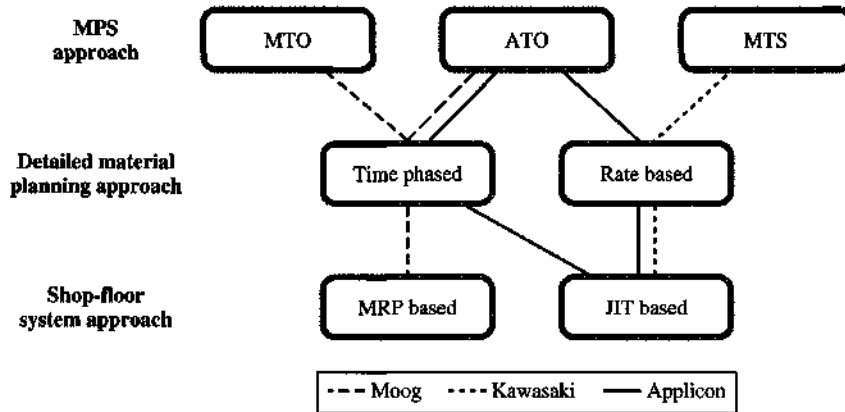 MPS
approach
MTO
ATO
MTS
Detailed material
planning approach
Time phased
Rate based
Shop-floor
system approach
MRP based
JIT based
Moog
Kawasaki
Applicon